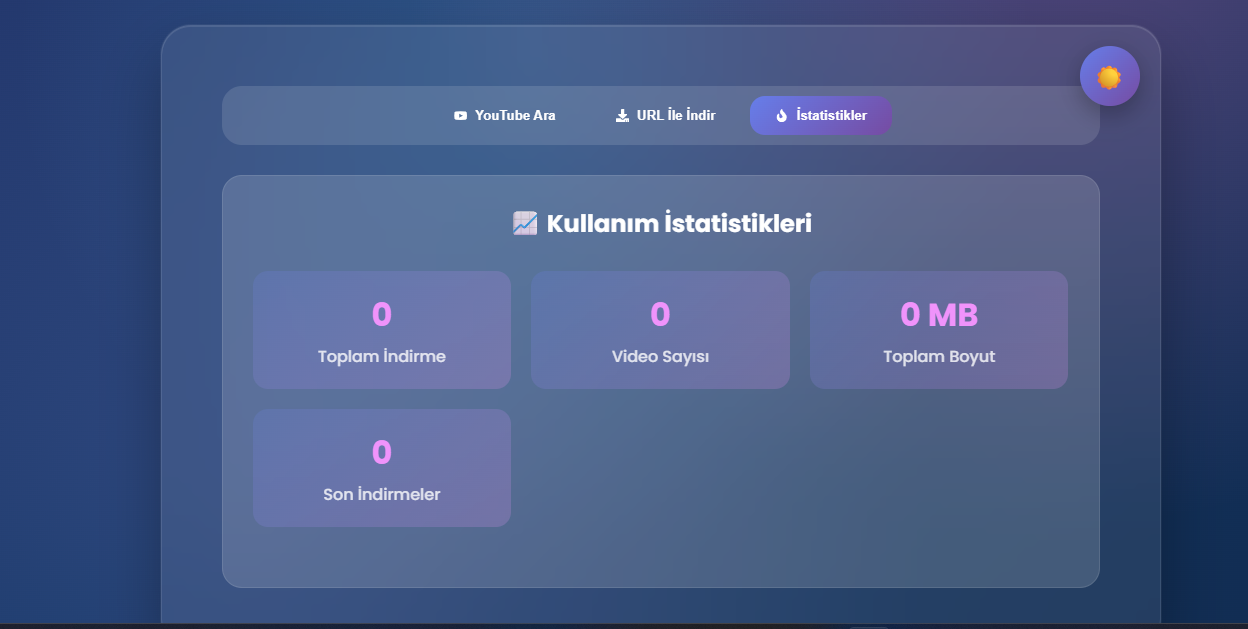 YouTube Ara
URL İle İndir
İstatistikler
Kullanım İstatistikleri
0
Toplam İndirme
0
Video Sayısı
0 MB
Toplam Boyut
0
Son İndirmeler